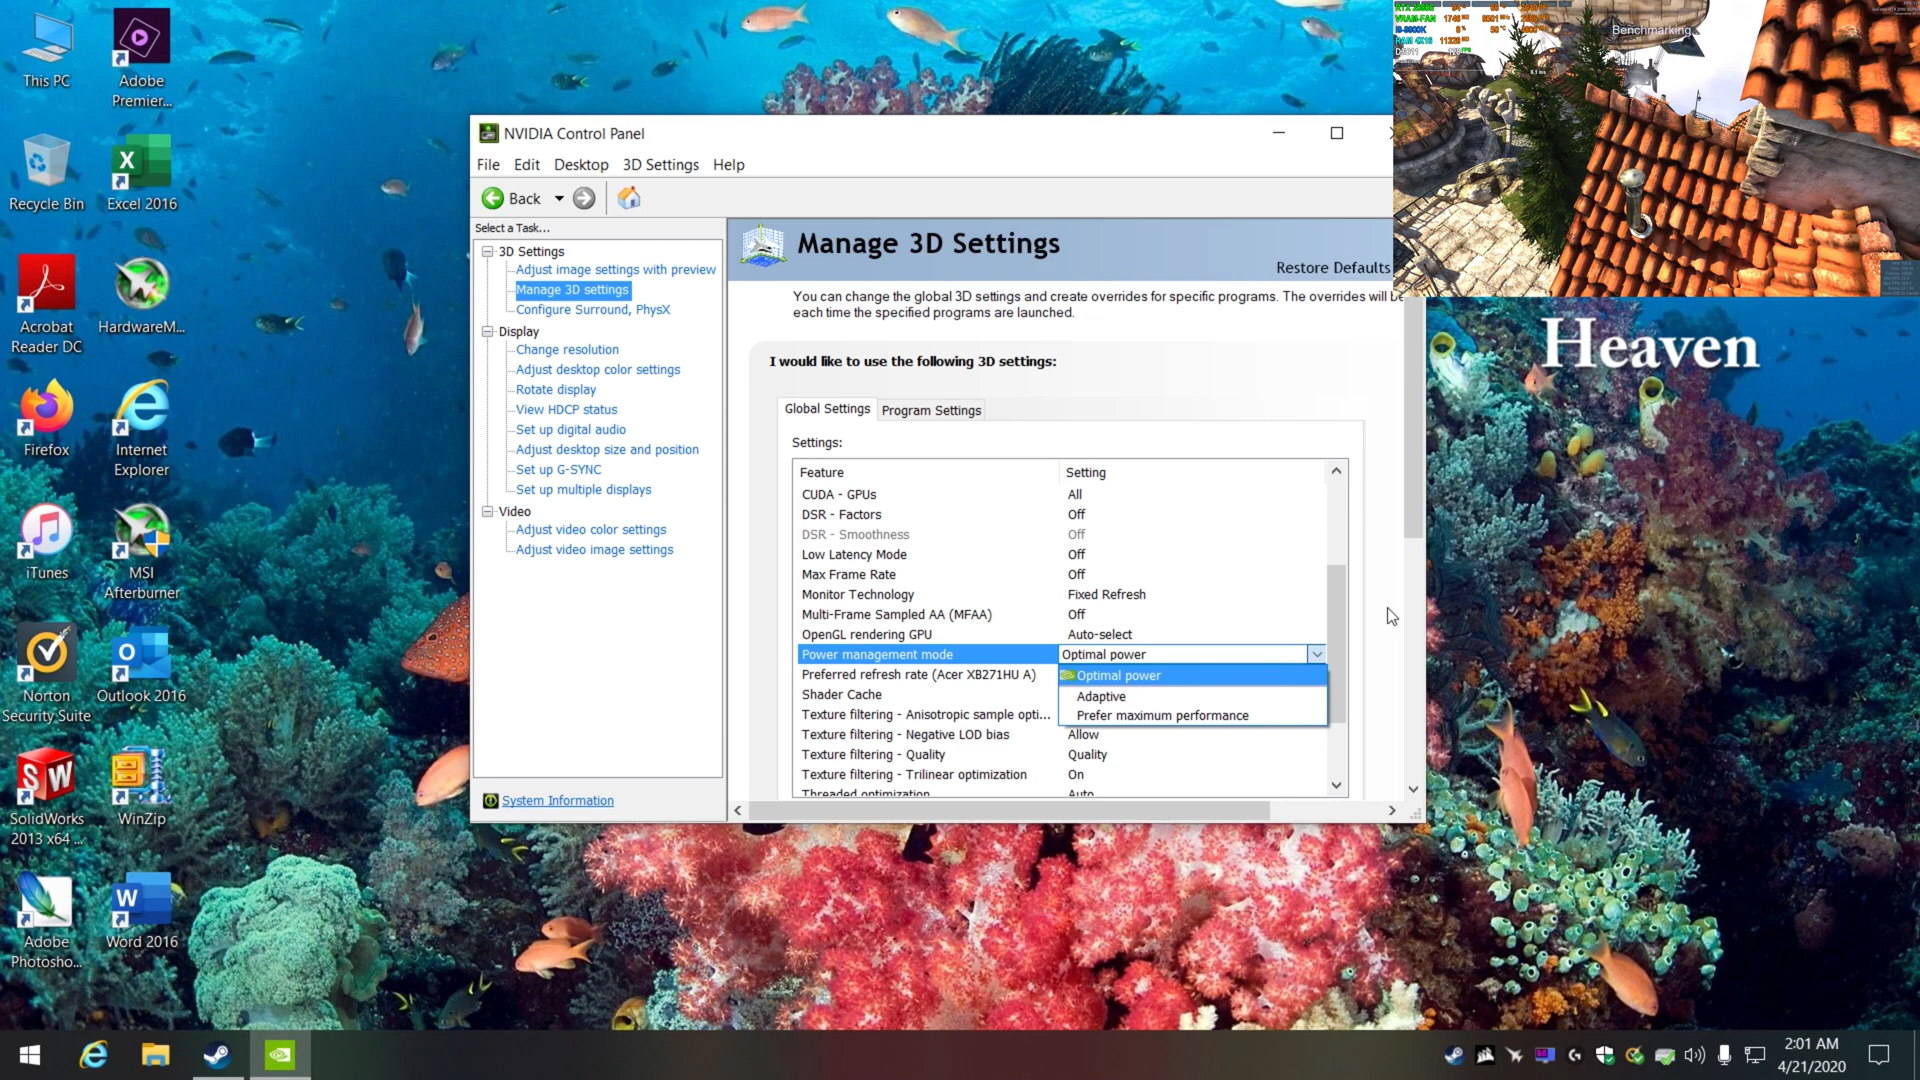 This PC
Adobe
Premier...
Recycle Bin
Excel 2016
Acrobat
Reader DC
HardwareM...
Firefox
Internet
Explorer
iTunes
MSI
Afterburner
Norton
Security Suite
Outlook 2016
SolidWorks
2013 x64 ...
WinZip
Adobe
Photosho...
Word 2016
NVIDIA Control Panel
File Edit Desktop 3D Settings Help
Back
Select a Task...
3D Settings
Adjust image settings with preview
Manage 3D settings
Configure Surround, PhysX
Display
Change resolution
Adjust desktop color settings
Rotate display
View HDCP status
Set up digital audio
Adjust desktop size and position
Set up G-SYNC
Set up multiple displays
Video
Adjust video color settings
Adjust video image settings
System Information
Manage 3D Settings
Restore Defaults
You can change the global 3D settings and create overrides for specific programs. The overrides will
each time the specified programs are launched.
I would like to use the following 3D settings:
Global Settings Program Settings
Settings:
Feature Setting
CUDA - GPUs All
DSR - Factors Off
DSR - Smoothness Off
Low Latency Mode Off
Max Frame Rate Off
Monitor Technology Fixed Refresh
Multi-Frame Sampled AA (MFAA) Off
OpenGL rendering GPU Auto-select
Power management mode Optimal power
Optimal power
Adaptive
Prefer maximum performance
Preferred refresh rate (Acer XB271HU A)
Shader Cache
Texture filtering - Anisotropic sample opti...
Texture filtering - Negative LOD bias Allow
Texture filtering - Quality Quality
Texture filtering - Trilinear optimization On
Threaded optimization Auto
Benchmarking
VRAM-FAN
Heaven
2:01 AM
4/21/2020